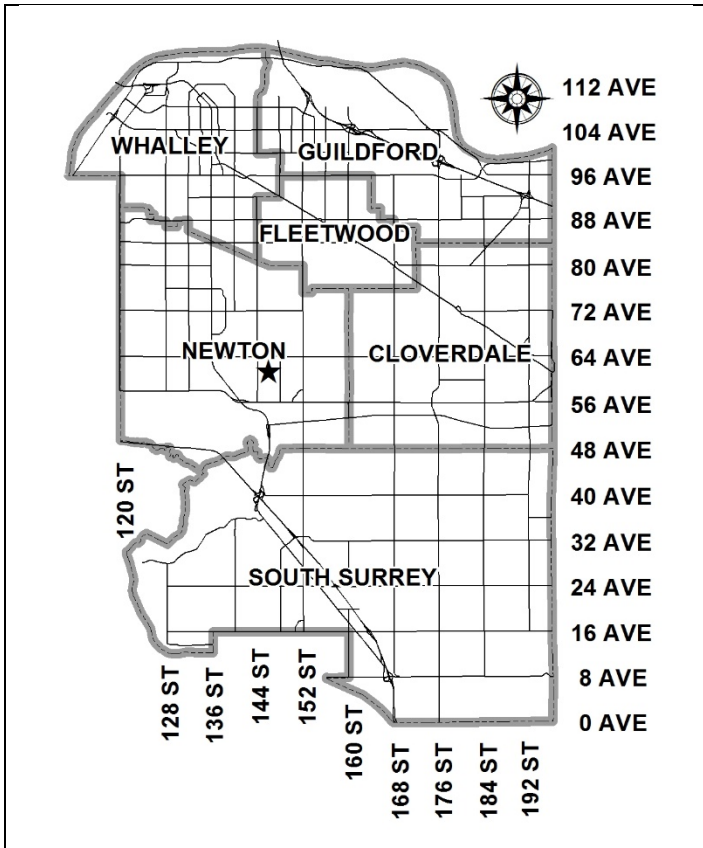 112 AVE
104 AVE
WHALLEY
GUILDFORD
96 AVE
88 AVE
FLEETWOOD
80 AVE
72 AVE
NEWTON
CLOVERDALE
64 AVE
56 AVE
48 AVE
120 ST
40 AVE
32 AVE
SOUTH SURREY
24 AVE
16 AVE
8 AVE
128 ST
136 ST
144 ST
152 ST
160 ST
0 AVE
168 ST
176 ST
184 ST
192 ST